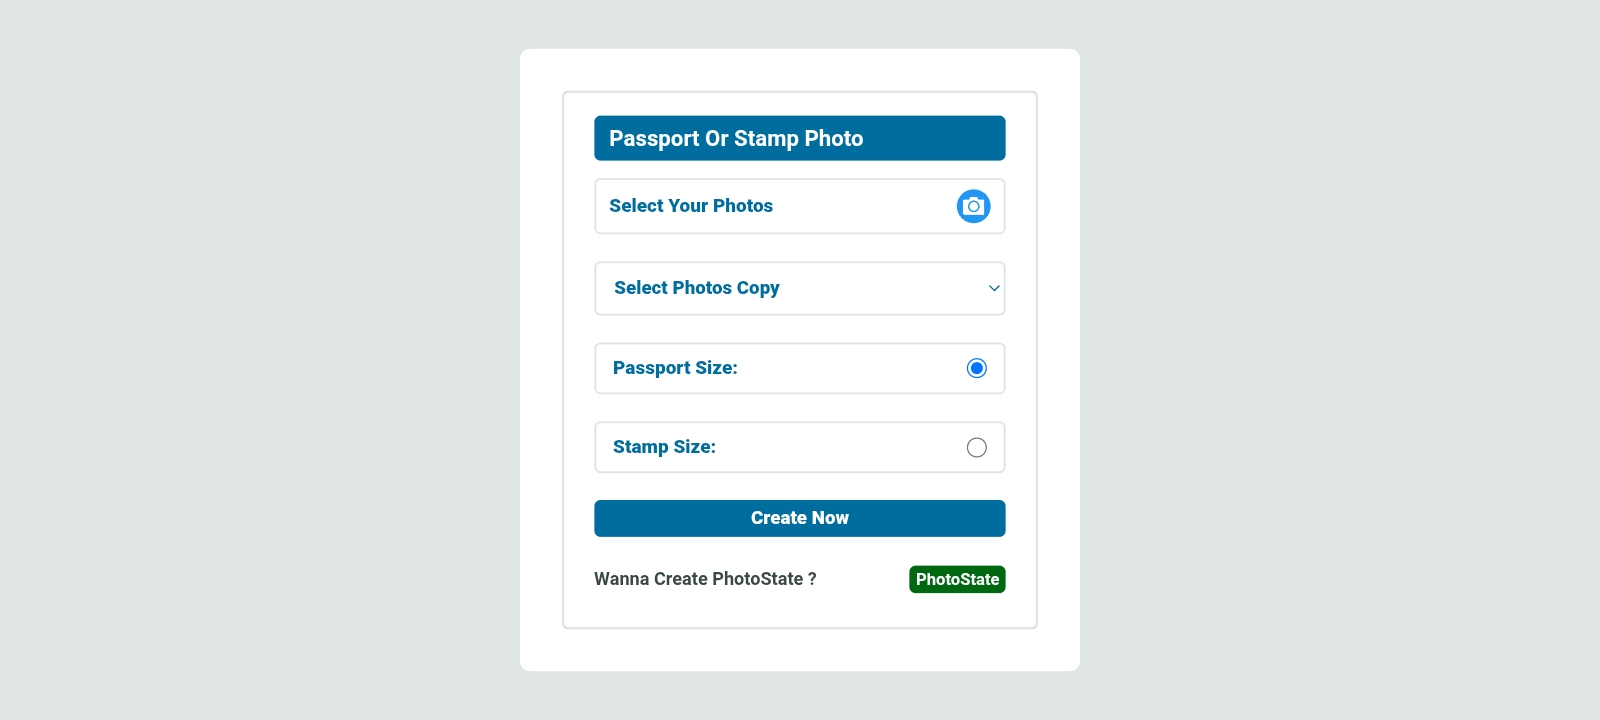 Passport Or Stamp Photo
Select Your Photos
Select Photos Copy
Passport Size:
Stamp Size:
Create Now
Wanna Create PhotoState ?
PhotoState